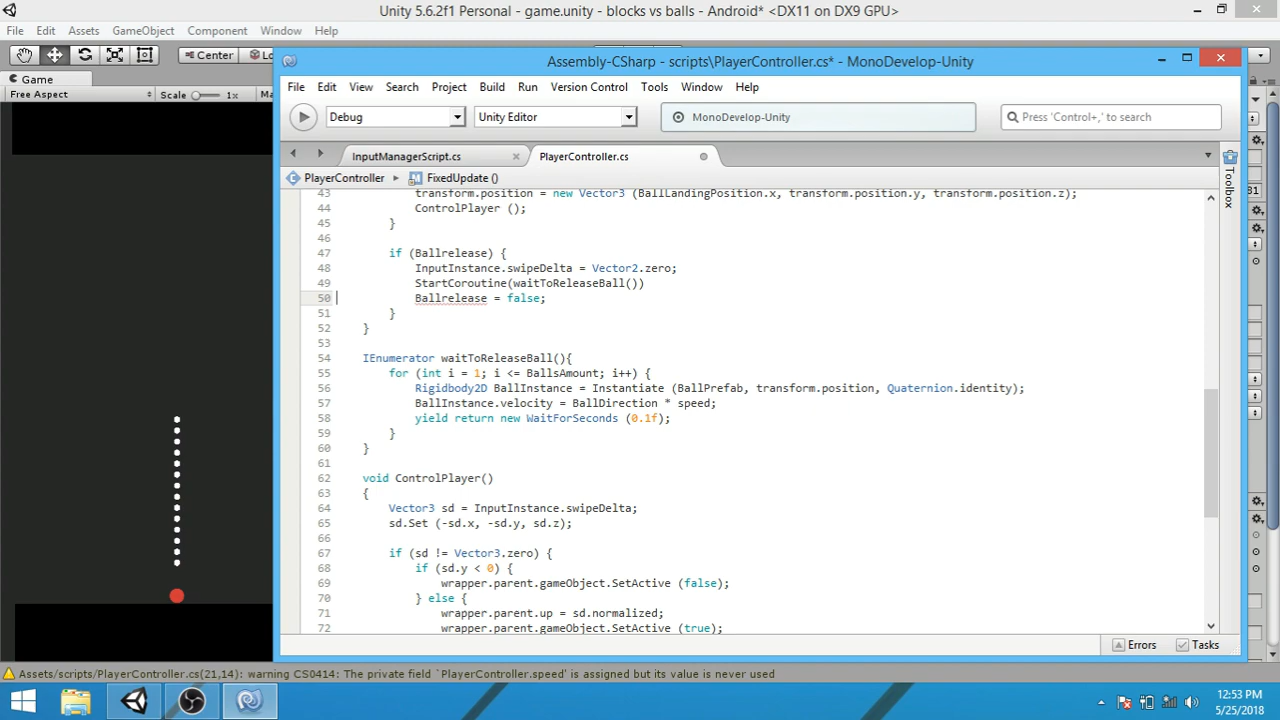 Unity 5.6.2f1 Personal - game.unity - blocks vs balls - Android* <DX11 on DX9 GPU>
File Edit Assets GameObject Component Window Help
Center
Game
Free Aspect Scale 1x
Assembly-CSharp - scripts\PlayerController.cs* - MonoDevelop-Unity
File Edit View Search Project Build Run Version Control Tools Window Help
Debug Unity Editor MonoDevelop-Unity Press 'Control+,' to search
InputManagerScript.cs PlayerController.cs
PlayerController FixedUpdate ()
Toolbox
43 transform.position = new Vector3 (BallLandingPosition.x, transform.position.y, transform.position.z);
44 ControlPlayer ();
45 }
46
47 if (Ballrelease) {
48 InputInstance.swipeDelta = Vector2.zero;
49 StartCoroutine(waitToReleaseBall())
50 Ballrelease = false;
51 }
52 }
53
54 IEnumerator waitToReleaseBall(){
55 for (int i = 1; i <= BallsAmount; i++) {
56 Rigidbody2D BallInstance = Instantiate (BallPrefab, transform.position, Quaternion.identity);
57 BallInstance.velocity = BallDirection * speed;
58 yield return new WaitForSeconds (0.1f);
59 }
60 }
61
62 void ControlPlayer()
63 {
64 Vector3 sd = InputInstance.swipeDelta;
65 sd.Set (-sd.x, -sd.y, sd.z);
66
67 if (sd != Vector3.zero) {
68 if (sd.y < 0) {
69 wrapper.parent.gameObject.SetActive (false);
70 } else {
71 wrapper.parent.up = sd.normalized;
72 wrapper.parent.gameObject.SetActive (true);
Errors Tasks
Assets/scripts/PlayerController.cs(21,14): warning CS0414: The private field `PlayerController.speed' is assigned but its value is never used
12:53 PM
5/25/2018